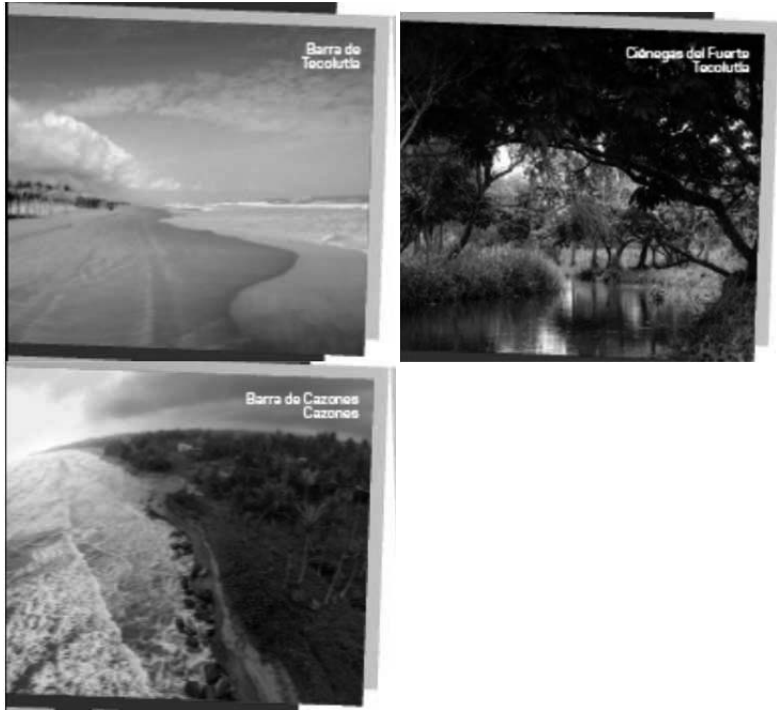 Barra de
Tecolutla
Ciénegas del Fuerte
Tecolutla
Barra de Cazones
Cazones